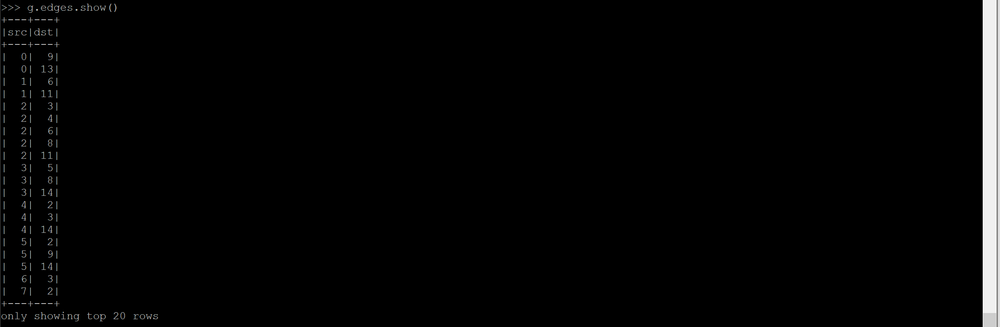 >>> g.edges.show()
+---+---+
|src|dst|
+---+---+
|  0|  9|
|  0| 13|
|  1|  6|
|  1| 11|
|  2|  3|
|  2|  4|
|  2|  6|
|  2|  8|
|  2| 11|
|  3|  5|
|  3|  8|
|  3| 14|
|  4|  2|
|  4|  3|
|  4| 14|
|  5|  2|
|  5|  9|
|  5| 14|
|  6|  3|
|  7|  2|
+---+---+
only showing top 20 rows